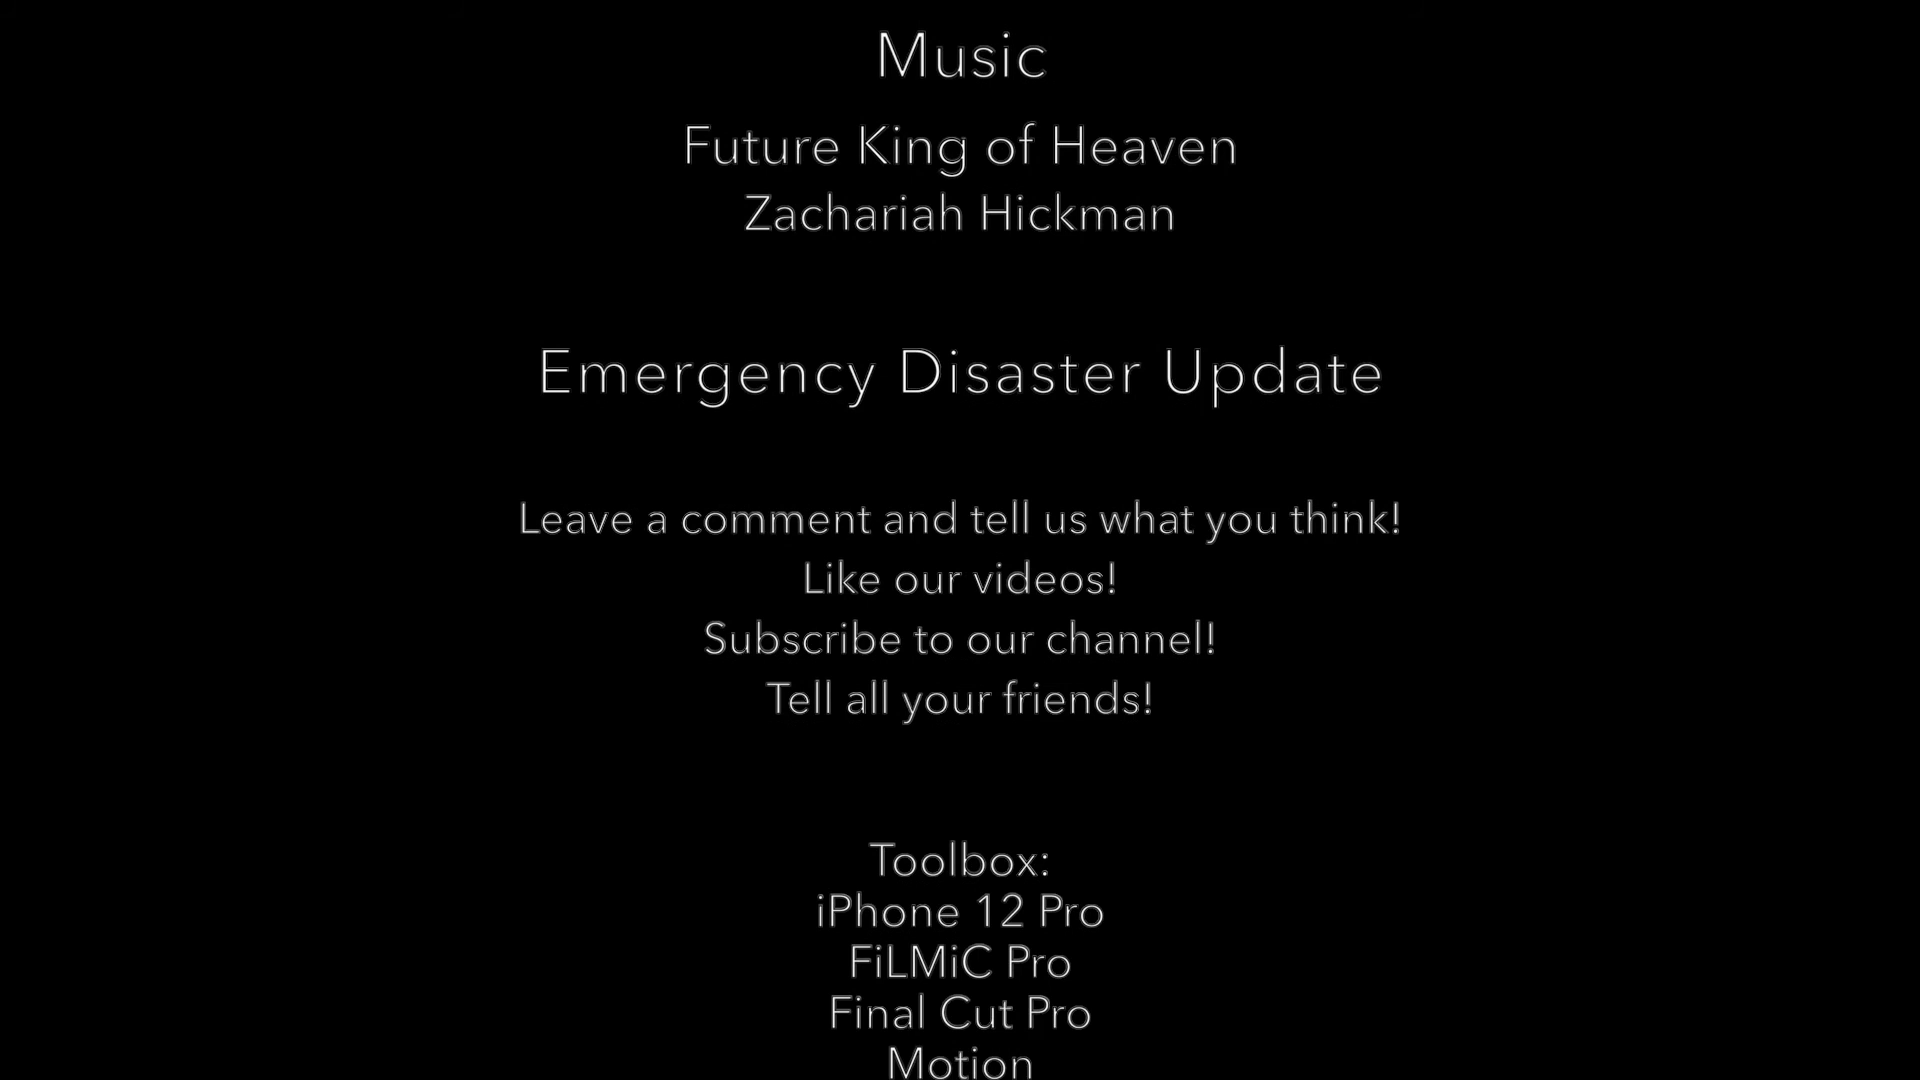 Music
Future King of Heaven
Zachariah Hickman
Emergency Disaster Update
Leave a comment and tell us what you think!
Like our videos!
Subscribe to our channel!
Tell all your friends!
Toolbox:
iPhone 12 Pro
FiLMiC Pro
Final Cut Pro
Motion